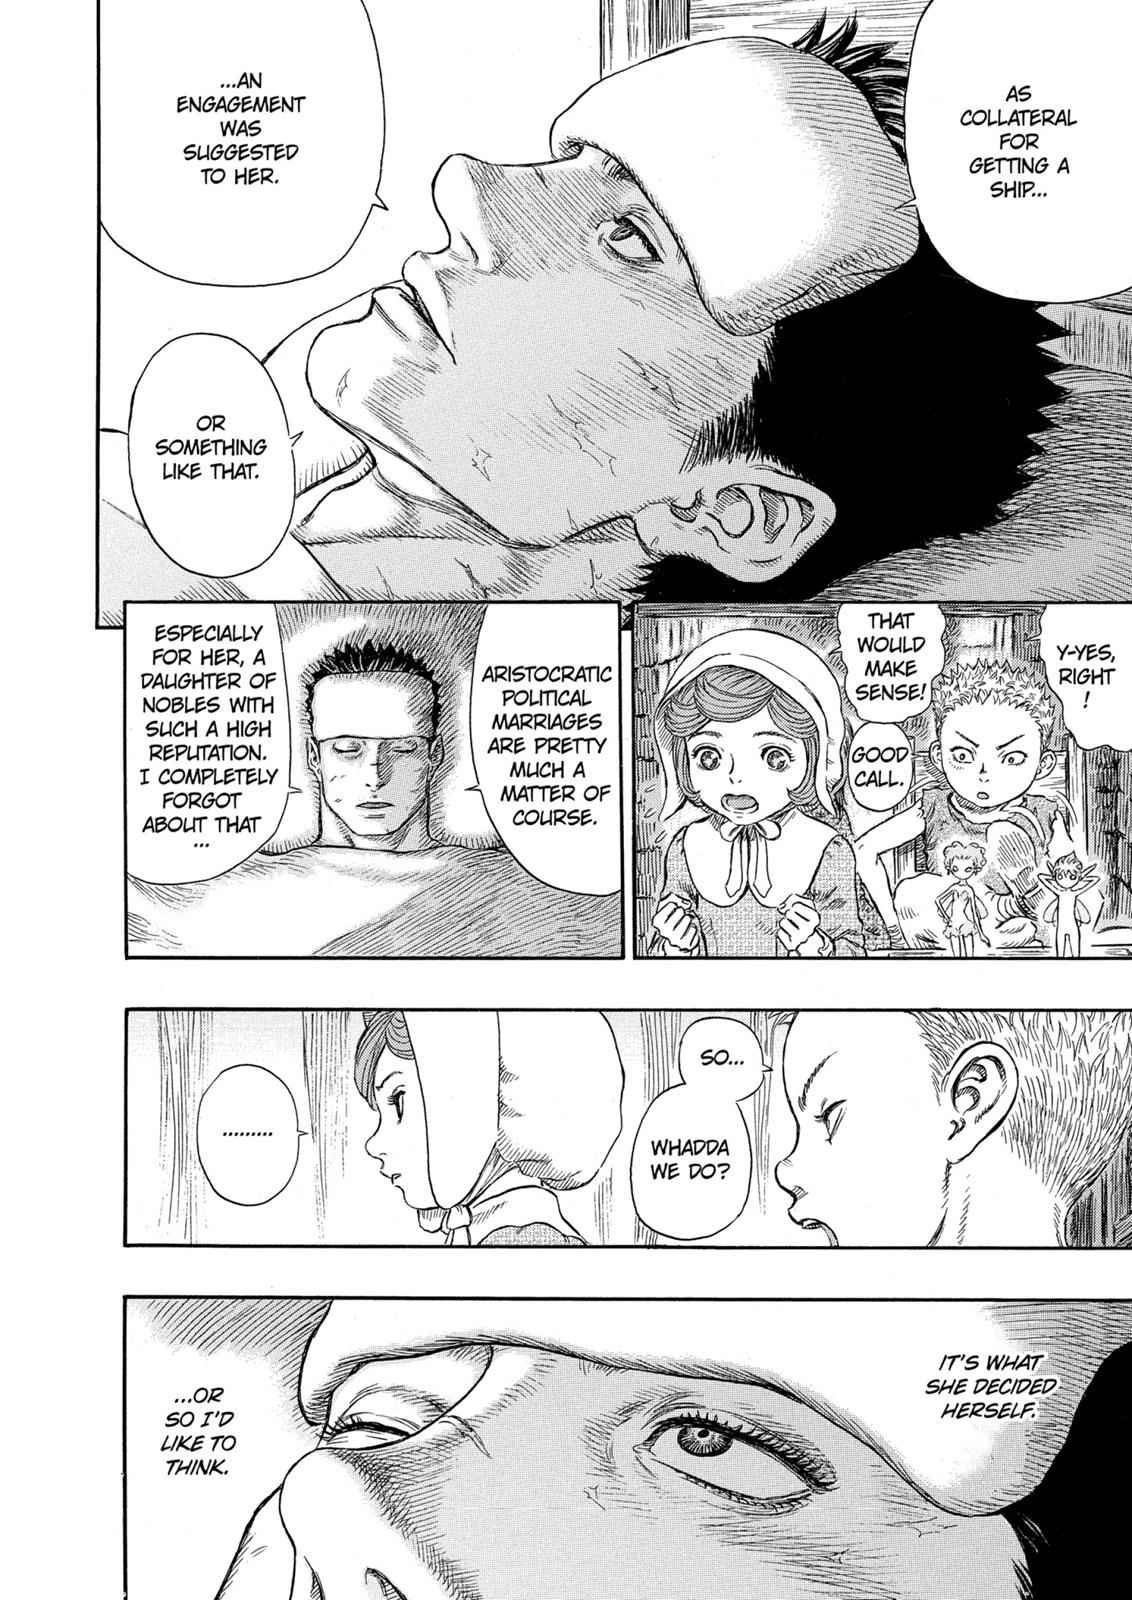 AS
COLLATERAL
FOR
GETTING A
SHIP...
...AN
ENGAGEMENT
WAS
SUGGESTED
TO HER.
OR
SOMETHING
LIKE THAT.
Y-YES,
RIGHT
!
THAT
WOULD
MAKE
SENSE!
GOOD
CALL.
ARISTOCRATIC
POLITICAL
MARRIAGES
ARE PRETTY
MUCH A
MATTER OF
COURSE.
ESPECIALLY
FOR HER, A
DAUGHTER OF
NOBLES WITH
SUCH A HIGH
REPUTATION.
I COMPLETELY
FORGOT
ABOUT THAT
...
SO...
WHADDA
WE DO?
.........
IT'S WHAT
SHE DECIDED
HERSELF.
...OR
SO I'D
LIKE TO
THINK.